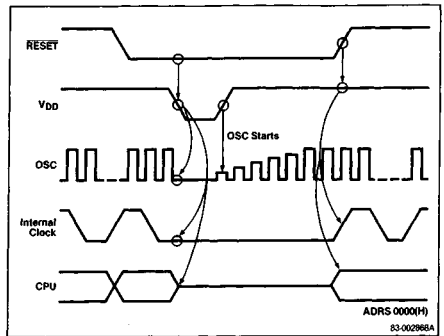 RESET
VDD
OSC Starts
OSC
Internal
Clock
CPU
ADRS 0000(H)
83-002868A